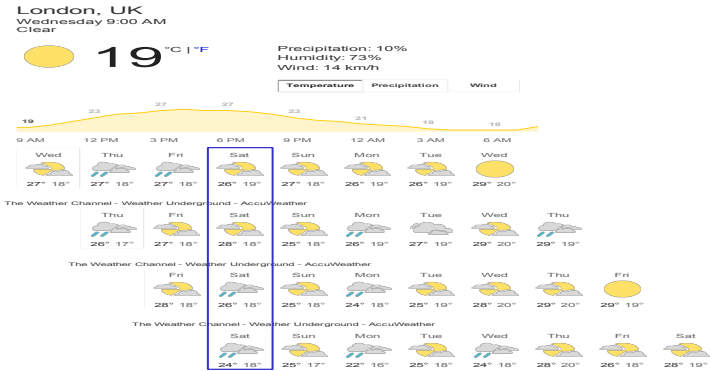 London, UK
Wednesday 9:00 AM
Clear
19 °C | °F
Precipitation: 10%
Humidity: 73%
Wind: 14 km/h
Temperature Precipitation Wind
19 23 27 27 23 21 18 16
9 AM 12 PM 3 PM 6 PM 9 PM 12 AM 3 AM 6 AM
Wed Thu Fri Sat Sun Mon Tue Wed
27° 18° 27° 18° 27° 18° 26° 19° 27° 18° 26° 19° 26° 19° 29° 20°
The Weather Channel - Weather Underground - AccuWeather
Thu Fri Sat Sun Mon Tue Wed Thu
26° 17° 27° 18° 28° 18° 25° 18° 26° 19° 27° 19° 29° 20° 29° 19°
The Weather Channel - Weather Underground - AccuWeather
Fri Sat Sun Mon Tue Wed Thu Fri
28° 18° 26° 18° 25° 18° 24° 18° 25° 19° 28° 18° 29° 20° 29° 19°
The Weather Channel - Weather Underground - AccuWeather
Sat Sun Mon Tue Wed Thu Fri Sat
24° 18° 25° 17° 22° 16° 25° 18° 24° 18° 28° 20° 26° 18° 28° 19°